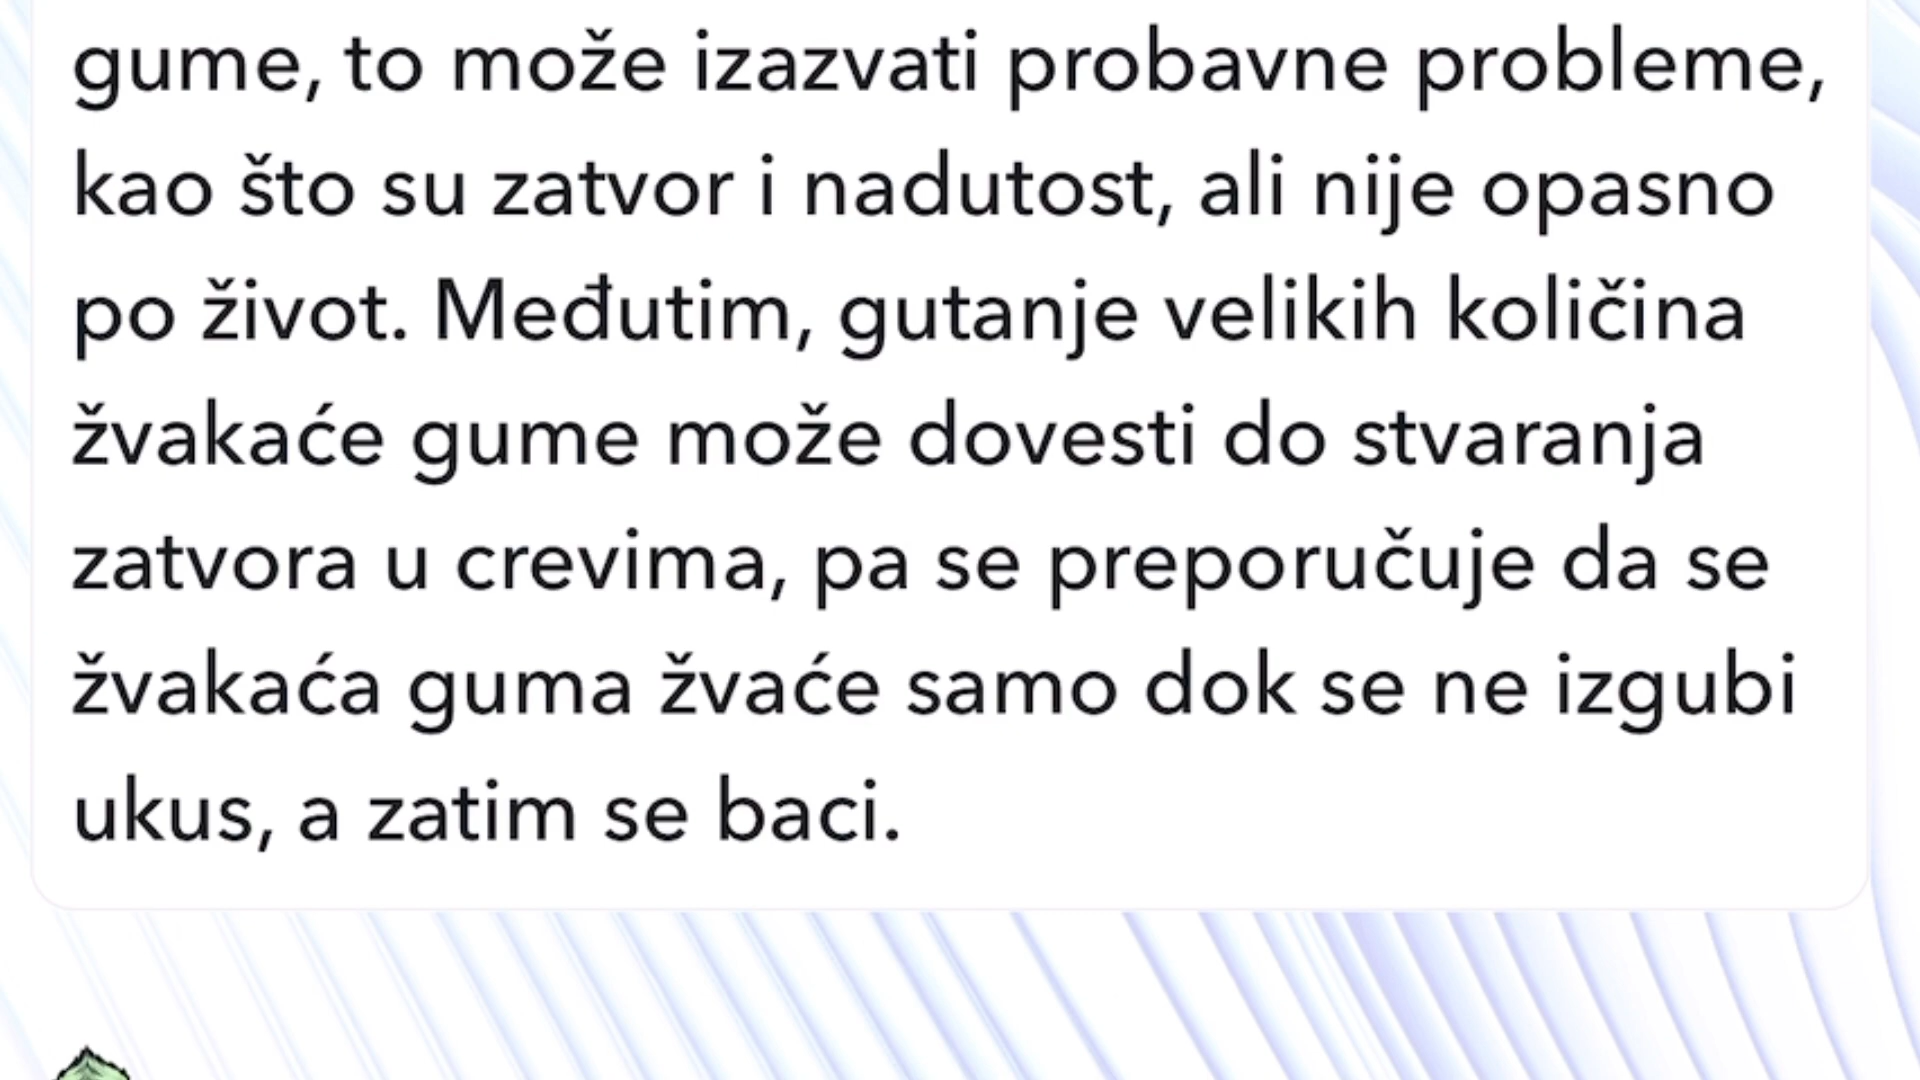 gume, to može izazvati probavne probleme,
kao što su zatvor i nadutost, ali nije opasno
po život. Međutim, gutanje velikih količina
žvakaće gume može dovesti do stvaranja
zatvora u crevima, pa se preporučuje da se
žvakaća guma žvaće samo dok se ne izgubi
ukus, a zatim se baci.